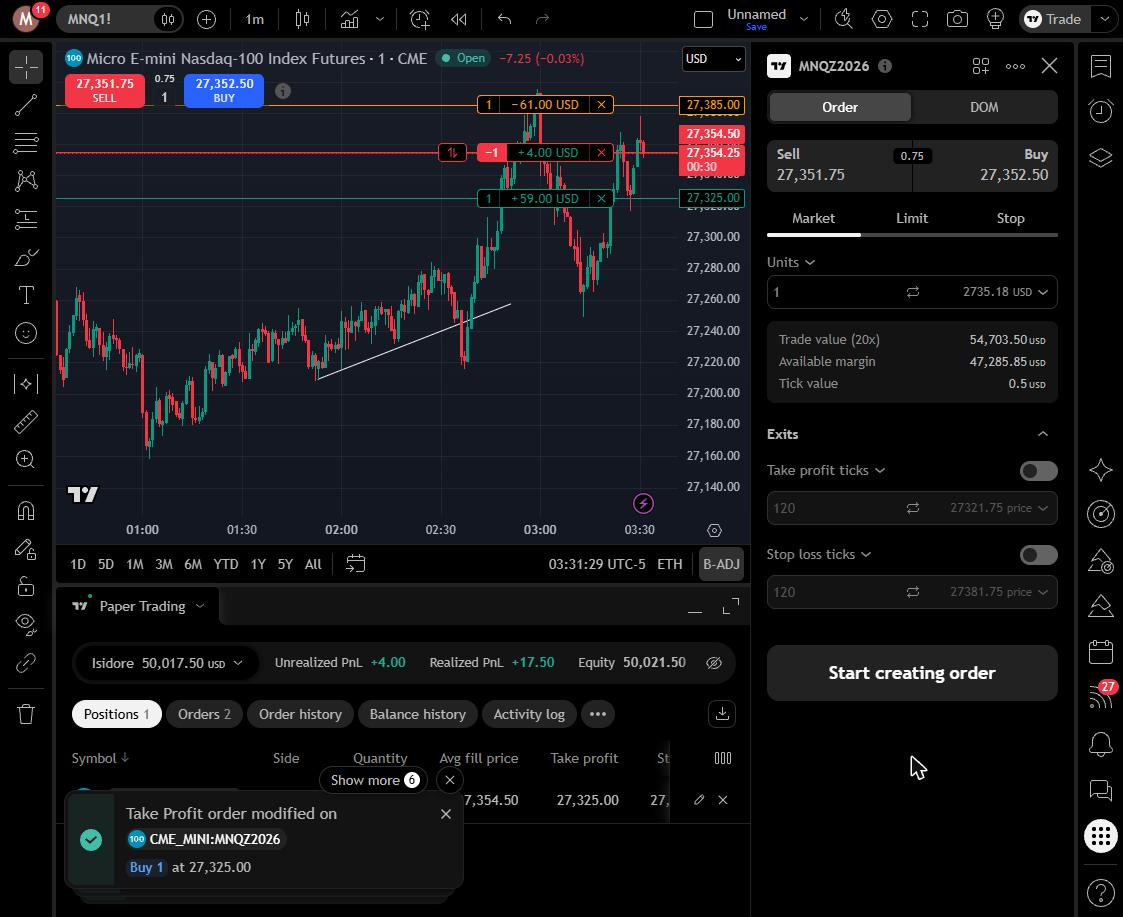 M
11
MNQ1!
1m
Unnamed
Save
Trade
100 Micro E-mini Nasdaq-100 Index Futures · 1 · CME
Open
−7.25 (−0.03%)
USD
27,351.75
SELL
0.75
1
27,352.50
BUY
1 −61.00 USD
27,385.00
27,354.50
−1 +4.00 USD
27,354.25
00:30
1 +59.00 USD
27,325.00
27,300.00
27,280.00
27,260.00
27,240.00
27,220.00
27,200.00
27,180.00
27,160.00
27,140.00
01:00 01:30 02:00 02:30 03:00 03:30
1D 5D 1M 3M 6M YTD 1Y 5Y All
03:31:29 UTC-5 ETH B-ADJ
Paper Trading
Isidore 50,017.50 USD
Unrealized PnL +4.00
Realized PnL +17.50
Equity 50,021.50
Positions 1
Orders 2
Order history
Balance history
Activity log
Symbol Side Quantity Avg fill price Take profit St
Show more 6
7,354.50 27,325.00 27,
Take Profit order modified on
100 CME_MINI:MNQZ2026
Buy 1 at 27,325.00
MNQZ2026
Order DOM
Sell 0.75 Buy
27,351.75 27,352.50
Market Limit Stop
Units
1 2735.18 USD
Trade value (20x) 54,703.50 USD
Available margin 47,285.85 USD
Tick value 0.5 USD
Exits
Take profit ticks
120 27321.75 price
Stop loss ticks
120 27381.75 price
Start creating order
27